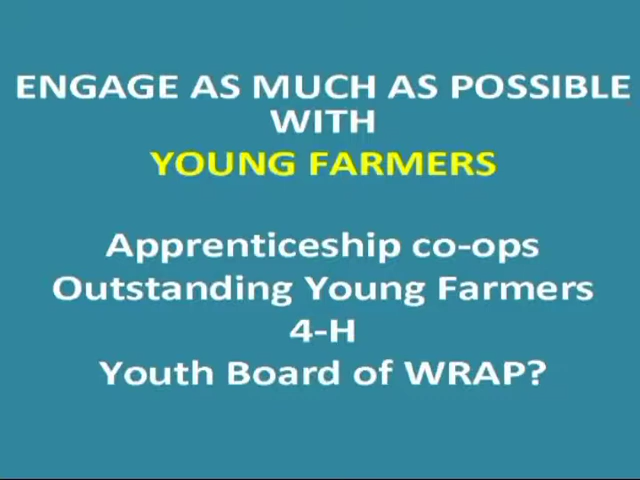 ENGAGE AS MUCH AS POSSIBLE
WITH
YOUNG FARMERS
Apprenticeship co-ops
Outstanding Young Farmers
4-H
Youth Board of WRAP?